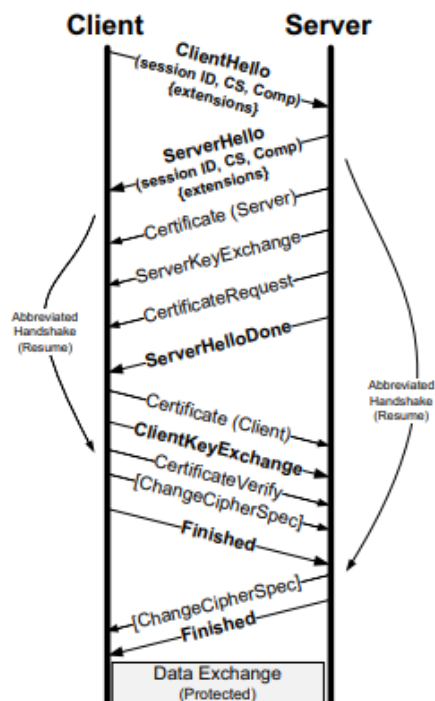 Client
Server
ClientHello
(session ID, CS, Comp)
{extensions}
ServerHello
(session ID, CS, Comp)
{extensions}
Certificate (Server)
ServerKeyExchange
CertificateRequest
ServerHelloDone
Abbreviated
Handshake
(Resume)
Abbreviated
Handshake
(Resume)
Certificate (Client)
ClientKeyExchange
CertificateVerify
[ChangeCipherSpec]
Finished
[ChangeCipherSpec]
Finished
Data Exchange
(Protected)